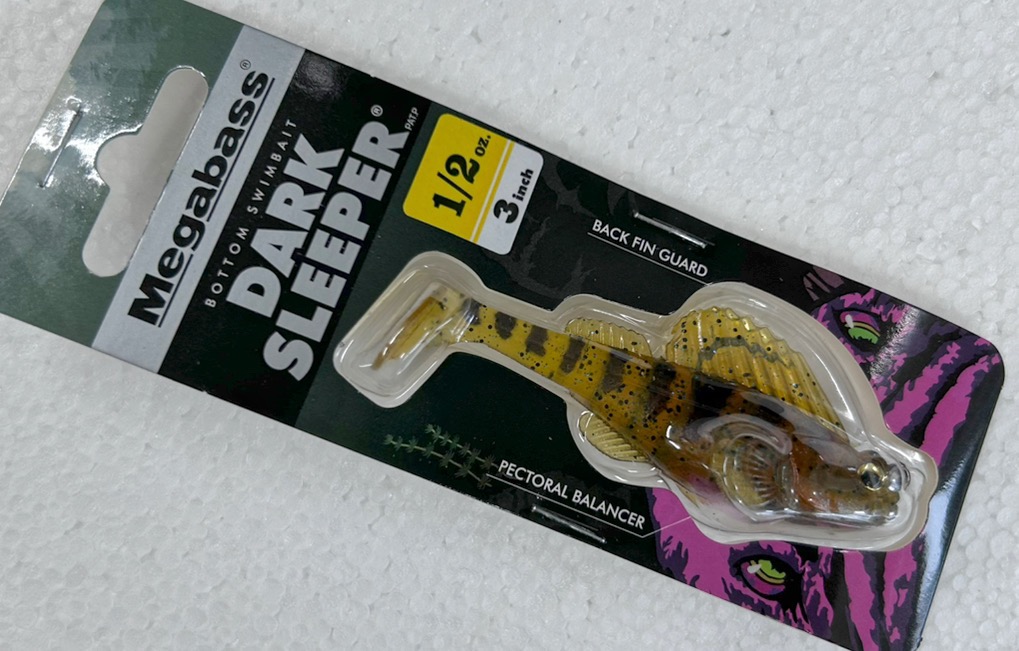 Megabass®
BOTTOM SWIMBAIT
DARK
SLEEPER®
PAT.P
1/2 oz.
3 inch
BACK FIN GUARD
PECTORAL BALANCER